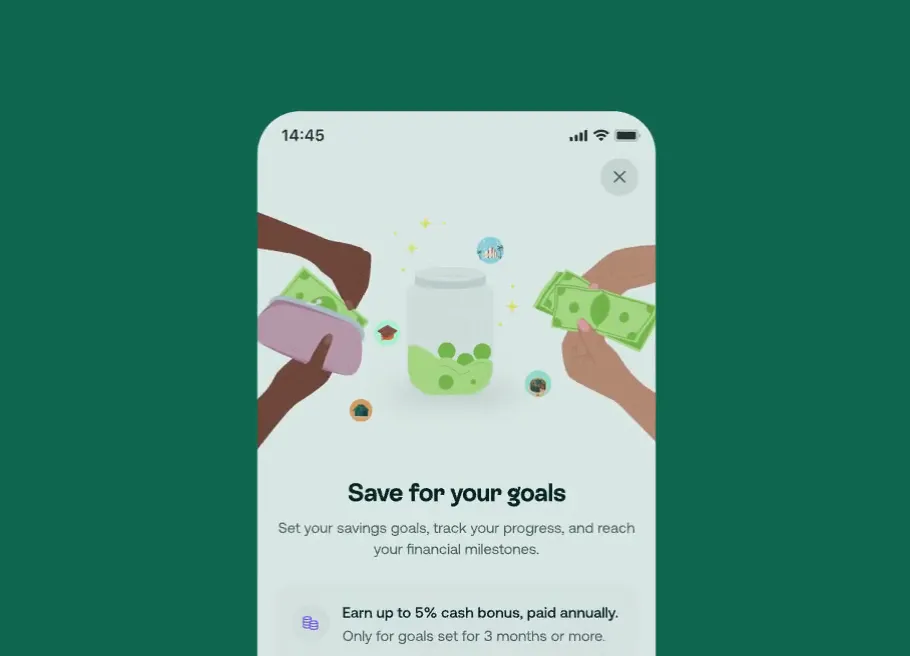 14:45
Save for your goals
Set your savings goals, track your progress, and reach
your financial milestones.
Earn up to 5% cash bonus, paid annually.
Only for goals set for 3 months or more.